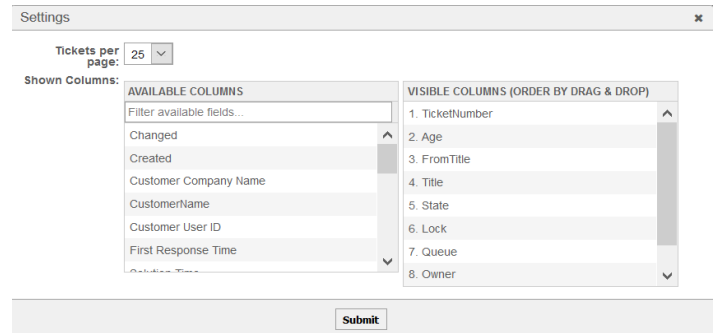 Settings
Tickets per
page:
25
Shown Columns:
AVAILABLE COLUMNS
Filter available fields...
Changed
Created
Customer Company Name
CustomerName
Customer User ID
First Response Time
Solution Time
VISIBLE COLUMNS (ORDER BY DRAG & DROP)
1. TicketNumber
2. Age
3. FromTitle
4. Title
5. State
6. Lock
7. Queue
8. Owner
Submit